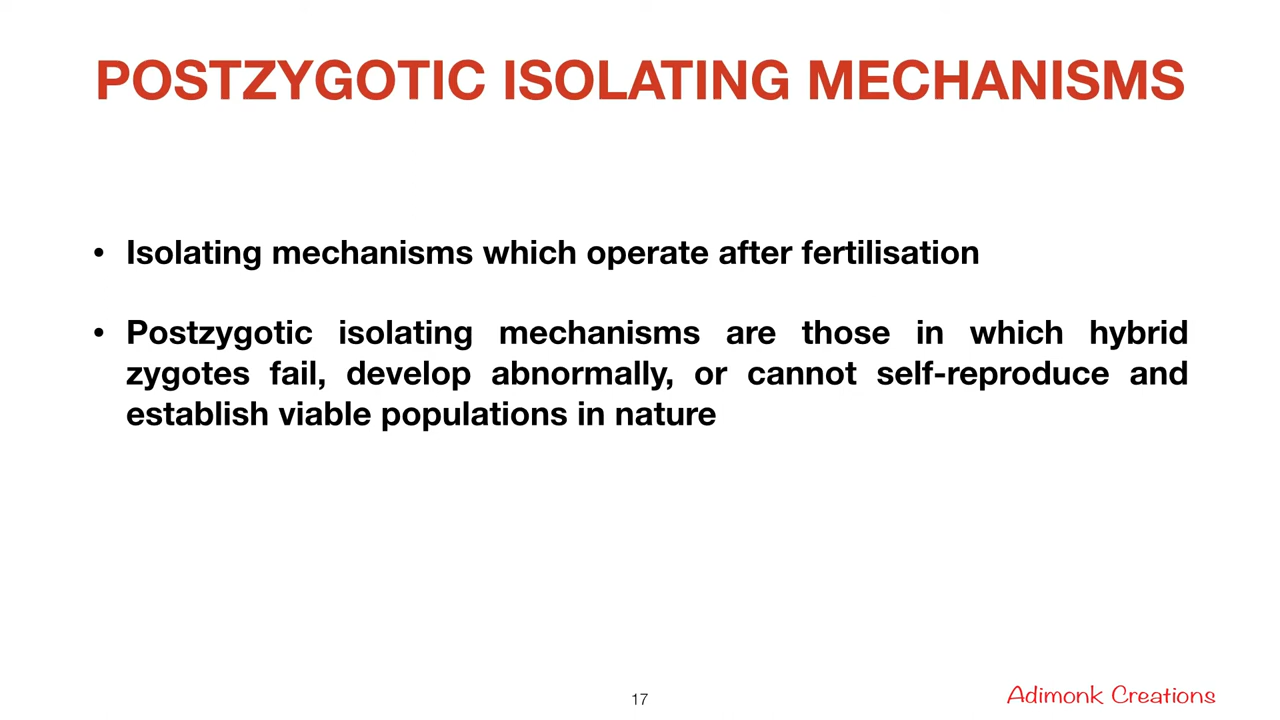 POSTZYGOTIC ISOLATING MECHANISMS
• Isolating mechanisms which operate after fertilisation
• Postzygotic isolating mechanisms are those in which hybrid
zygotes fail, develop abnormally, or cannot self-reproduce and
establish viable populations in nature
17
Adimonk Creations